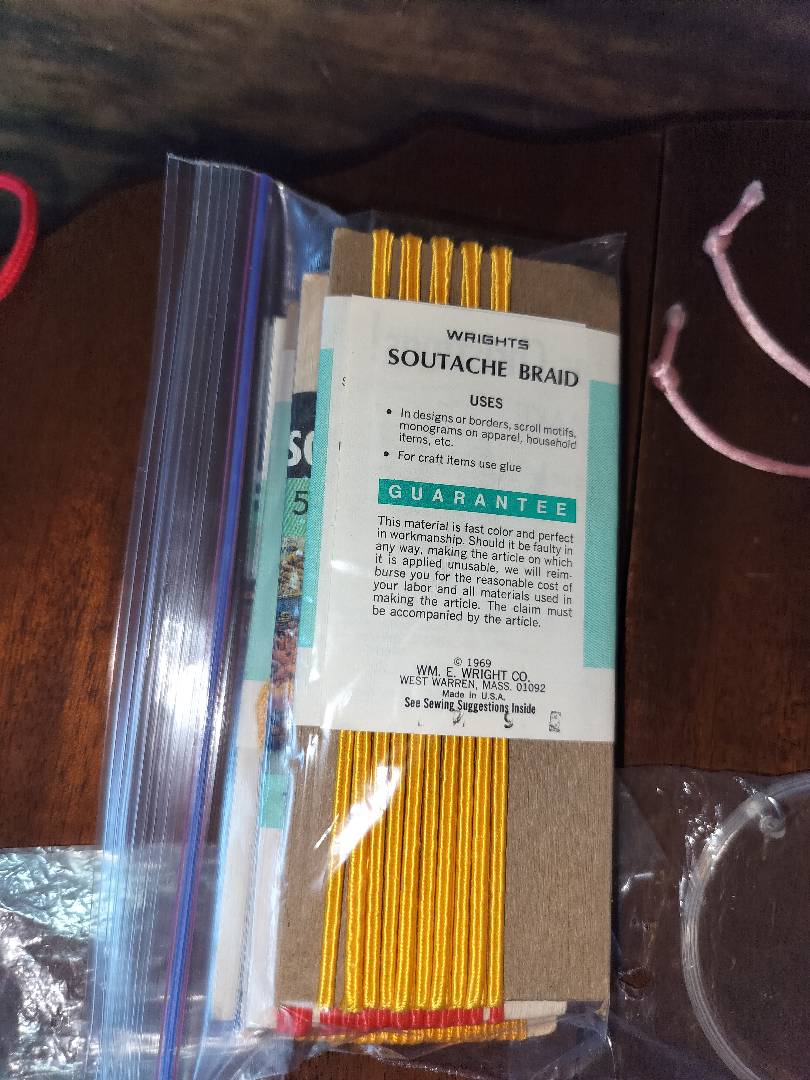 WRIGHTS
SOUTACHE BRAID
USES
• In designs or borders, scroll motifs,
monograms on apparel, household
items, etc.
• For craft items use glue
GUARANTEE
This material is fast color and perfect
in workmanship. Should it be faulty in
any way, making the article on which
it is applied unusable, we will reim-
burse you for the reasonable cost of
your labor and all materials used in
making the article. The claim must
be accompanied by the article.
© 1969
WM. E. WRIGHT CO.
WEST WARREN, MASS. 01092
Made in U.S.A.
See Sewing Suggestions Inside
5